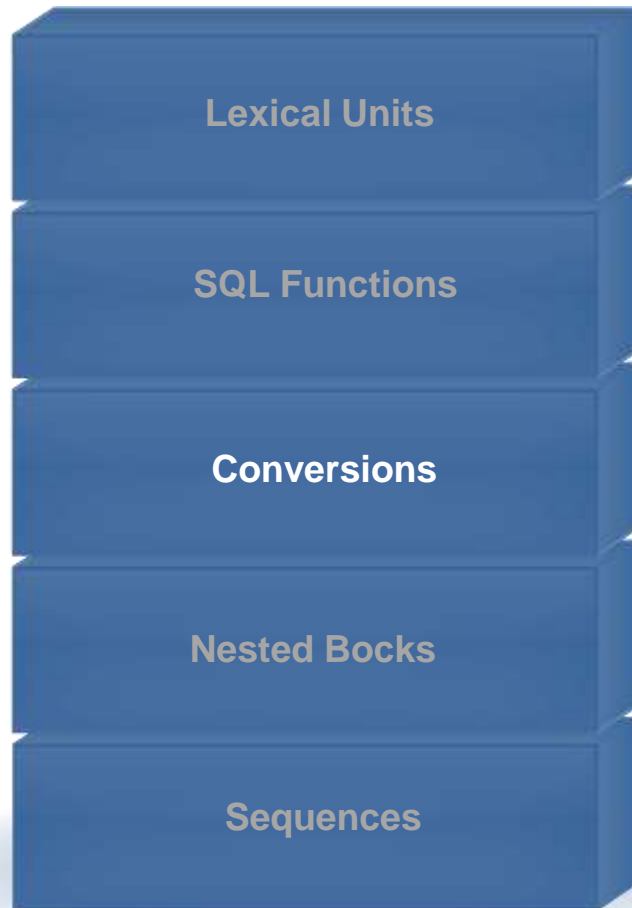 Lexical Units
SQL Functions
Conversions
Nested Bocks
Sequences